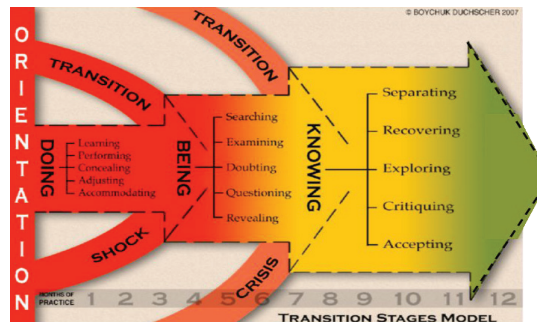 © BOYCHUK DUCHSCHER 2007
ORIENTATION
TRANSITION
SHOCK
TRANSITION
CRISIS
DOING
Learning
Performing
Concealing
Adjusting
Accommodating
BEING
Searching
Examining
Doubting
Questioning
Revealing
KNOWING
Separating
Recovering
Exploring
Critiquing
Accepting
MONTHS OF
PRACTICE 1 2 3 4 5 6 7 8 9 10 11 12
TRANSITION STAGES MODEL